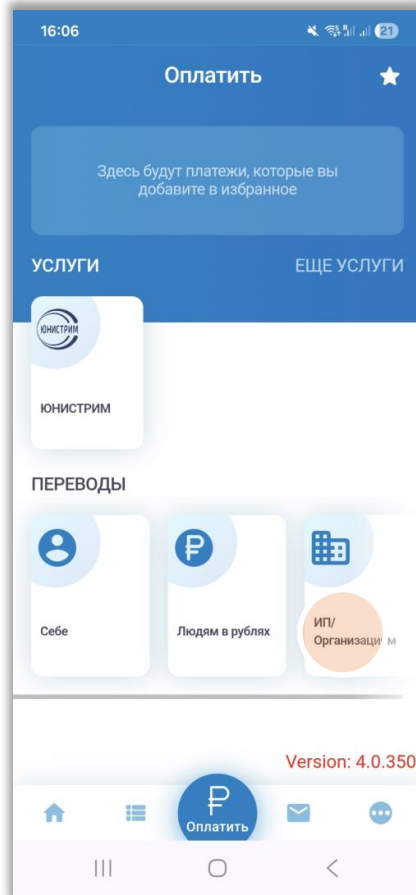 16:06
21
Оплатить
Здесь будут платежи, которые вы
добавите в избранное
УСЛУГИ
ЕЩЕ УСЛУГИ
ЮНИСТРИМ
ЮНИСТРИМ
ПЕРЕВОДЫ
Себе
Людям в рублях
ИП/
Организациям
Version: 4.0.350
Оплатить